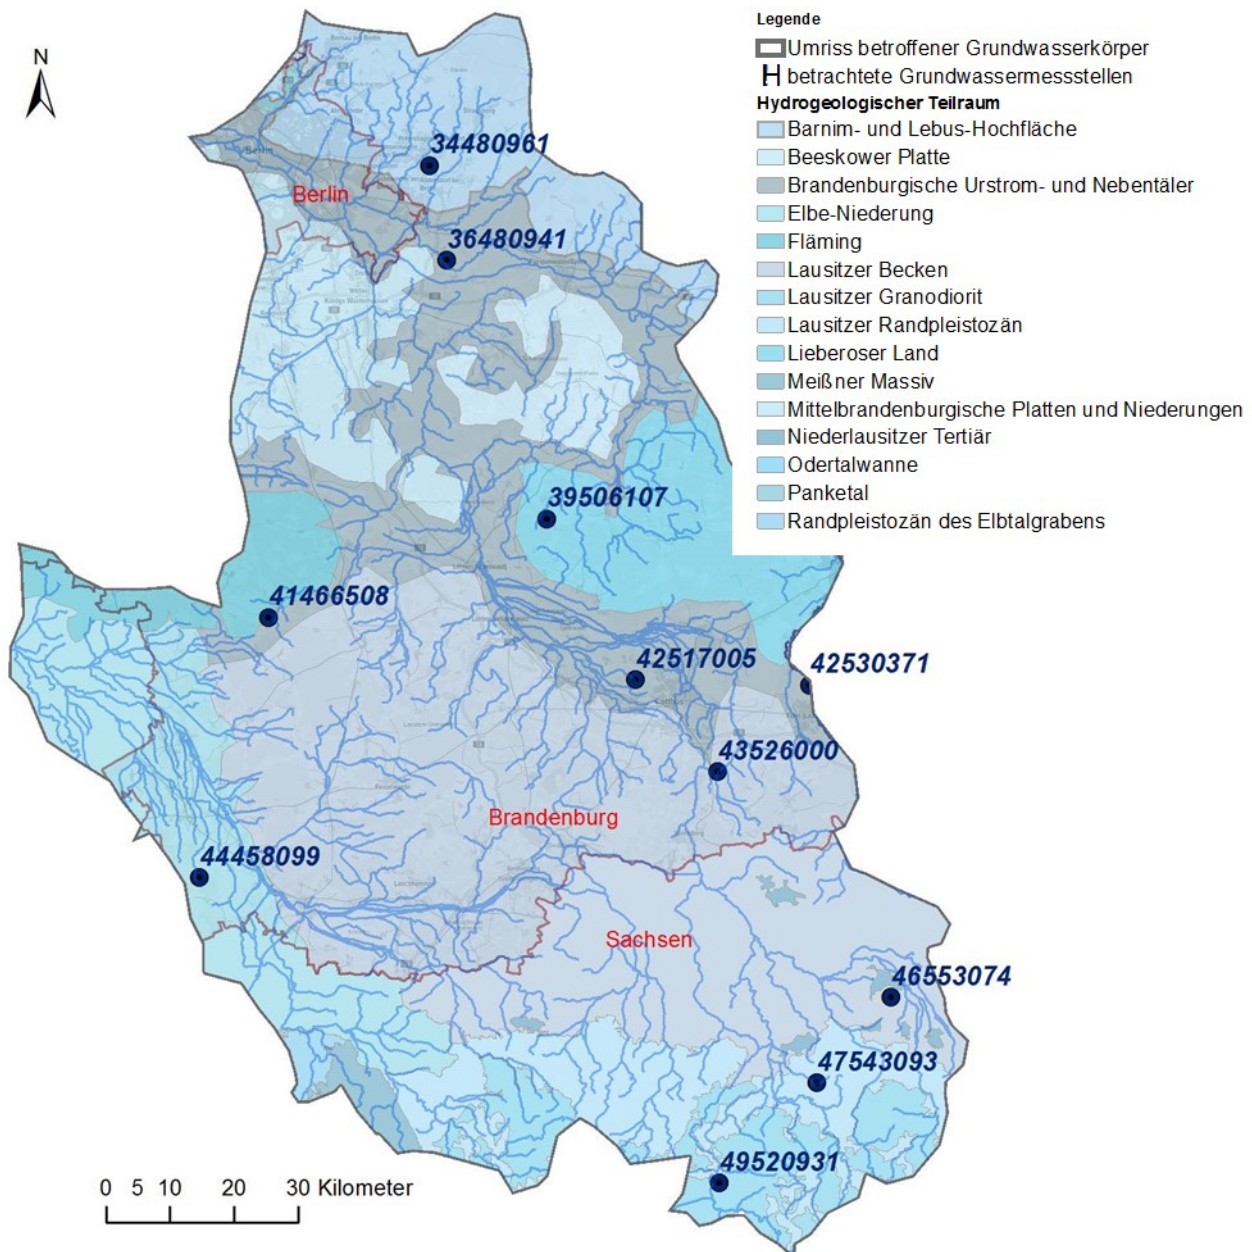 N
Legende
Umriss betroffener Grundwasserkörper
betrachtete Grundwassermessstellen
Hydrogeologischer Teilraum
Barnim- und Lebus-Hochfläche
Beeskower Platte
Brandenburgische Urstrom- und Nebentäler
Elbe-Niederung
Fläming
Lausitzer Becken
Lausitzer Granodiorit
Lausitzer Randpleistozän
Lieberoser Land
Meißner Massiv
Mittelbrandenburgische Platten und Niederungen
Niederlausitzer Tertiär
Odertalwanne
Panketal
Randpleistozän des Elbtalgrabens
34480961
Berlin
Berlin
36480941
39506107
41466508
42517005
42530371
Cottbus
43526000
Brandenburg
44458099
Sachsen
46553074
47543093
49520931
0 5 10 20 30 Kilometer